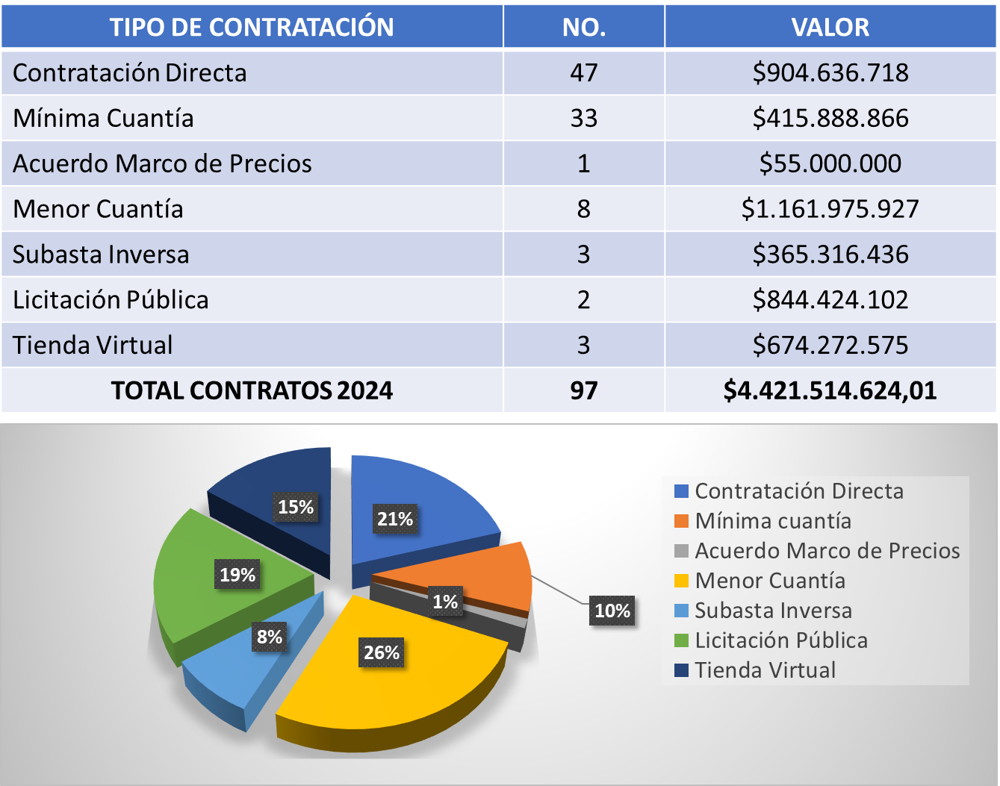 TIPO DE CONTRATACIÓN NO. VALOR
Contratación Directa 47 $904.636.718
Mínima Cuantía 33 $415.888.866
Acuerdo Marco de Precios 1 $55.000.000
Menor Cuantía 8 $1.161.975.927
Subasta Inversa 3 $365.316.436
Licitación Pública 2 $844.424.102
Tienda Virtual 3 $674.272.575
TOTAL CONTRATOS 2024 97 $4.421.514.624,01
15%
21%
19%
1%
10%
8%
26%
Contratación Directa
Mínima cuantía
Acuerdo Marco de Precios
Menor Cuantía
Subasta Inversa
Licitación Pública
Tienda Virtual